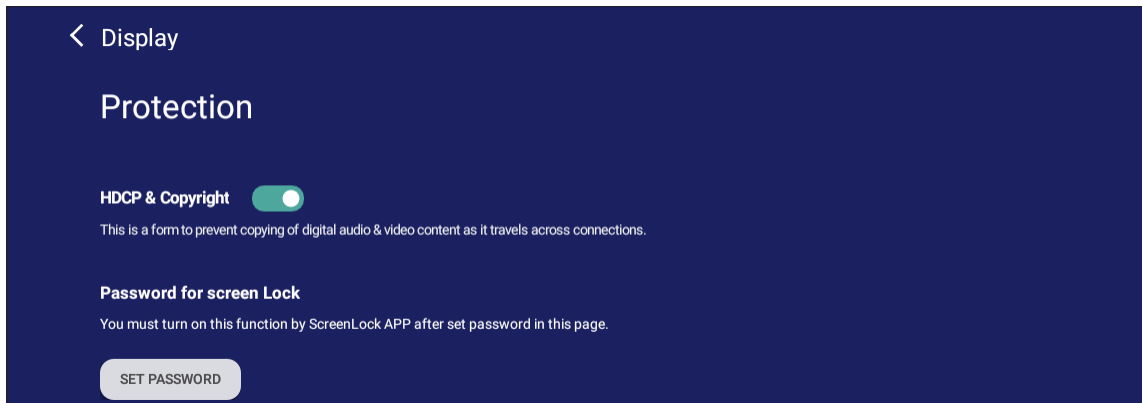 Display
Protection
HDCP & Copyright
This is a form to prevent copying of digital audio & video content as it travels across connections.
Password for screen Lock
You must turn on this function by ScreenLock APP after set password in this page.
SET PASSWORD